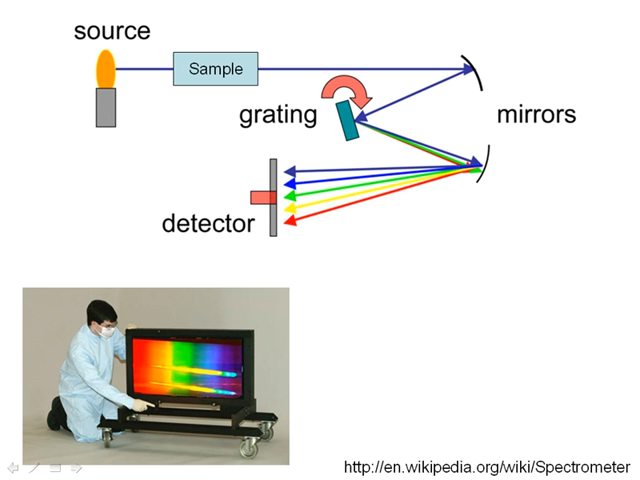 source
Sample
grating
mirrors
detector
http://en.wikipedia.org/wiki/Spectrometer